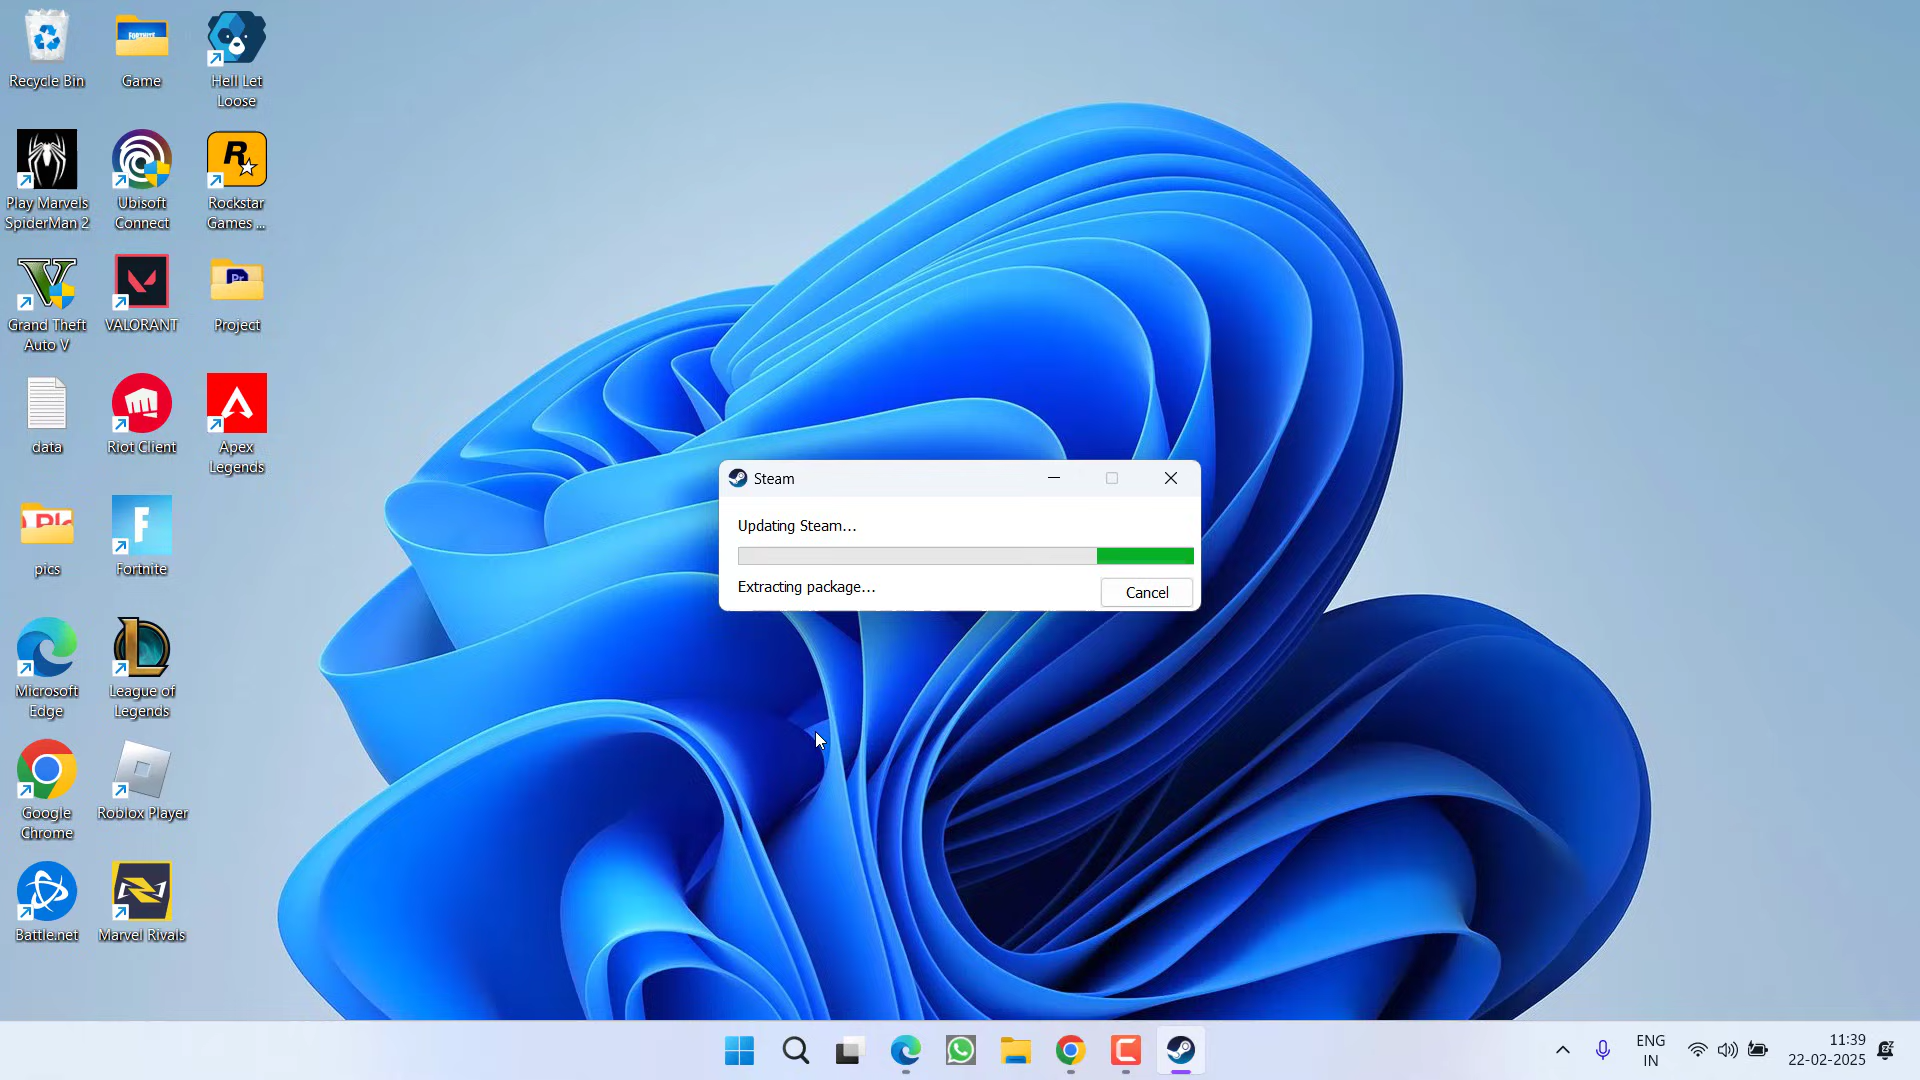 Recycle Bin
Game
Hell Let
Loose
Play Marvels
SpiderMan 2
Ubisoft
Connect
Rockstar
Games ...
Grand Theft
Auto V
VALORANT
Project
data
Riot Client
Apex
Legends
pics
Fortnite
Microsoft
Edge
League of
Legends
Google
Chrome
Roblox Player
Battle.net
Marvel Rivals
FORTNITE
R
Pr
F
Steam
Updating Steam...
Extracting package...
Cancel
ENG
IN
11:39
22-02-2025